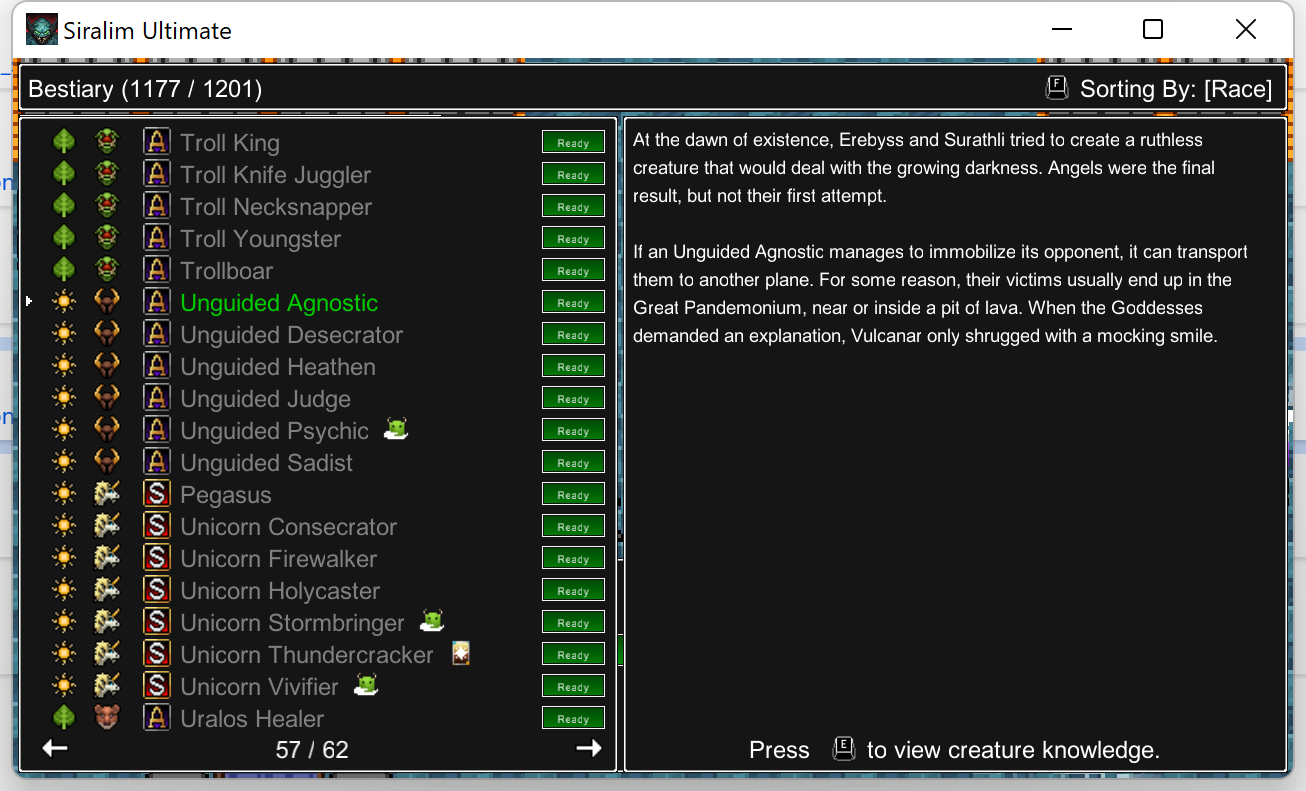 Siralim Ultimate
Bestiary (1177 / 1201)
F Sorting By: [Race]
A Troll King Ready
A Troll Knife Juggler Ready
A Troll Necksnapper Ready
A Troll Youngster Ready
A Trollboar Ready
A Unguided Agnostic Ready
A Unguided Desecrator Ready
A Unguided Heathen Ready
A Unguided Judge Ready
A Unguided Psychic Ready
A Unguided Sadist Ready
S Pegasus Ready
S Unicorn Consecrator Ready
S Unicorn Firewalker Ready
S Unicorn Holycaster Ready
S Unicorn Stormbringer Ready
S Unicorn Thundercracker Ready
S Unicorn Vivifier Ready
A Uralos Healer Ready
57 / 62
At the dawn of existence, Erebyss and Surathli tried to create a ruthless
creature that would deal with the growing darkness. Angels were the final
result, but not their first attempt.
If an Unguided Agnostic manages to immobilize its opponent, it can transport
them to another plane. For some reason, their victims usually end up in the
Great Pandemonium, near or inside a pit of lava. When the Goddesses
demanded an explanation, Vulcanar only shrugged with a mocking smile.
Press E to view creature knowledge.